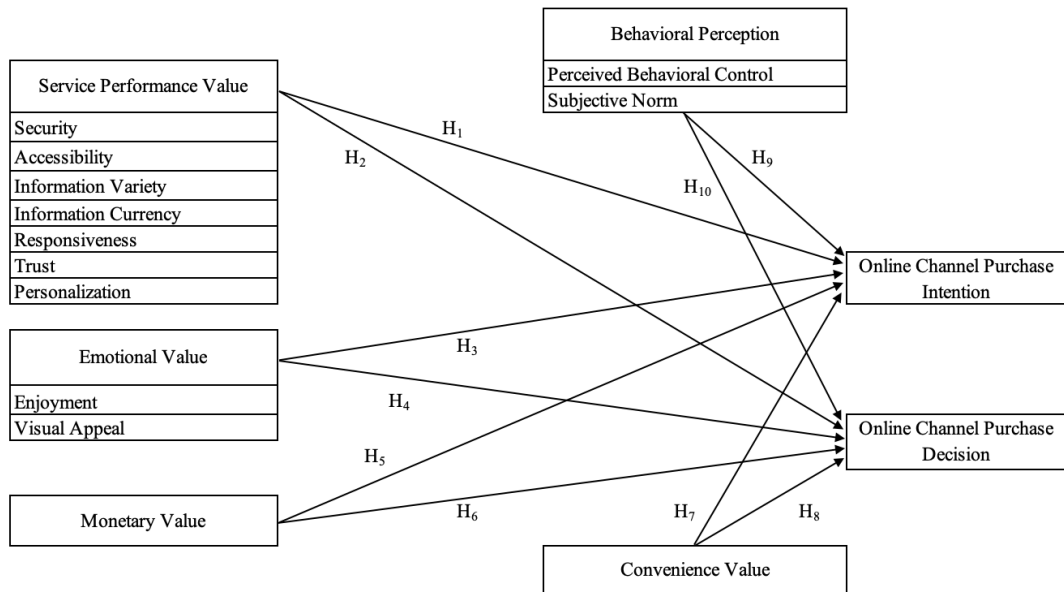 Behavioral Perception
Perceived Behavioral Control
Subjective Norm
Service Performance Value
Security
Accessibility
Information Variety
Information Currency
Responsiveness
Trust
Personalization
Emotional Value
Enjoyment
Visual Appeal
Monetary Value
Convenience Value
Online Channel Purchase
Intention
Online Channel Purchase
Decision
H₁
H₂
H₃
H₄
H₅
H₆
H₇
H₈
H₉
H₁₀